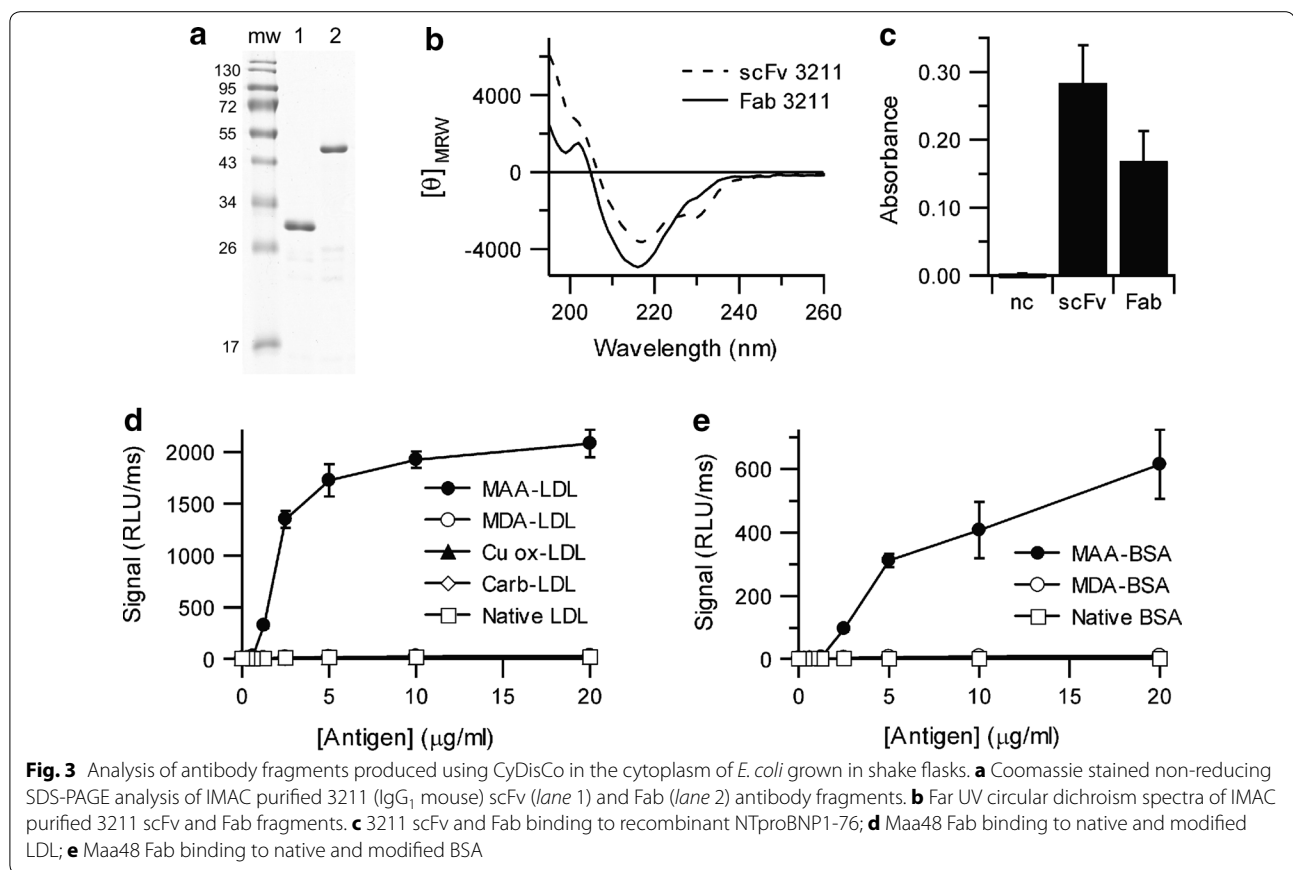 a
mw 1 2
130
95
72
55
43
34
26
17
b
scFv 3211
Fab 3211
4000
0
-4000
[θ]MRW
200 220 240 260
Wavelength (nm)
c
0.30
0.20
0.10
0.00
Absorbance
nc scFv Fab
d
2000
1500
1000
500
0
Signal (RLU/ms)
MAA-LDL
MDA-LDL
Cu ox-LDL
Carb-LDL
Native LDL
0 5 10 15 20
[Antigen] (μg/ml)
e
600
400
200
0
Signal (RLU/ms)
MAA-BSA
MDA-BSA
Native BSA
0 5 10 15 20
[Antigen] (μg/ml)
Fig. 3 Analysis of antibody fragments produced using CyDisCo in the cytoplasm of E. coli grown in shake flasks. a Coomassie stained non-reducing
SDS-PAGE analysis of IMAC purified 3211 (IgG1 mouse) scFv (lane 1) and Fab (lane 2) antibody fragments. b Far UV circular dichroism spectra of IMAC
purified 3211 scFv and Fab fragments. c 3211 scFv and Fab binding to recombinant NTproBNP1-76; d Maa48 Fab binding to native and modified
LDL; e Maa48 Fab binding to native and modified BSA